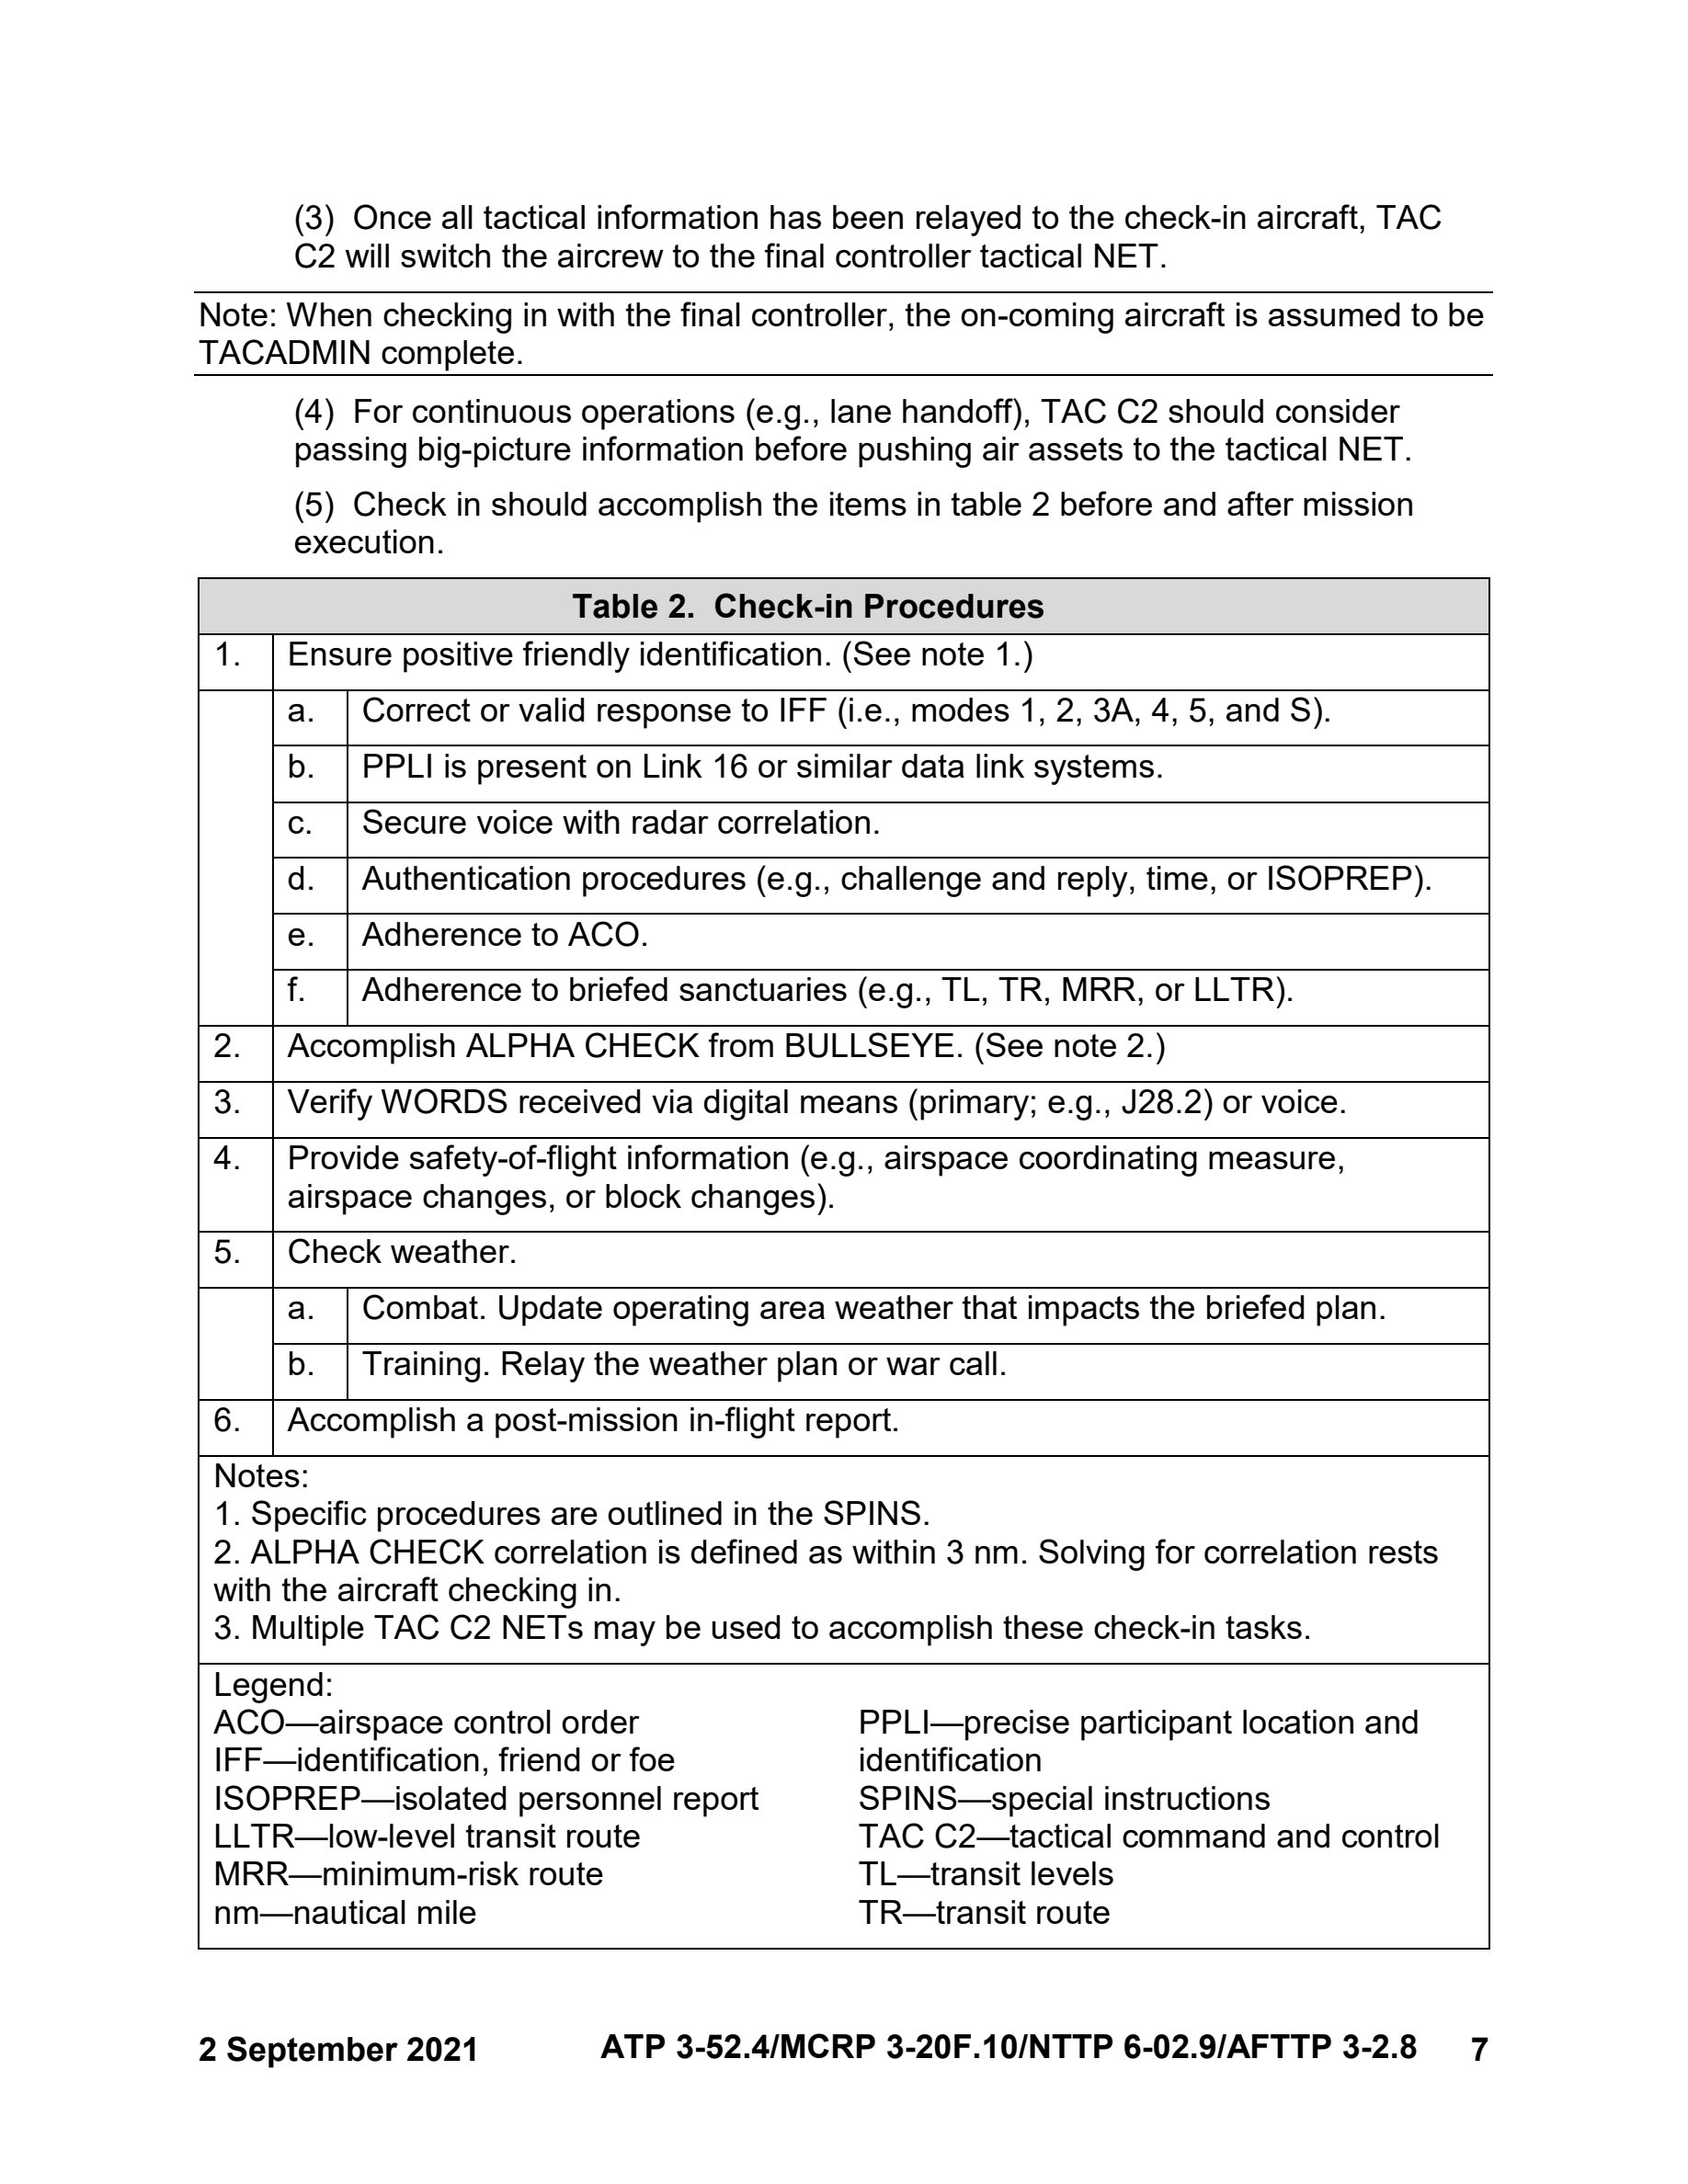 (3)  Once all tactical information has been relayed to the check-in aircraft, TAC
C2 will switch the aircrew to the final controller tactical NET.
Note: When checking in with the final controller, the on-coming aircraft is assumed to be
TACADMIN complete.
(4)  For continuous operations (e.g., lane handoff), TAC C2 should consider
passing big-picture information before pushing air assets to the tactical NET.
(5)  Check in should accomplish the items in table 2 before and after mission
execution.
Table 2.  Check-in Procedures
1. Ensure positive friendly identification. (See note 1.)
a. Correct or valid response to IFF (i.e., modes 1, 2, 3A, 4, 5, and S).
b. PPLI is present on Link 16 or similar data link systems.
c. Secure voice with radar correlation.
d. Authentication procedures (e.g., challenge and reply, time, or ISOPREP).
e. Adherence to ACO.
f. Adherence to briefed sanctuaries (e.g., TL, TR, MRR, or LLTR).
2. Accomplish ALPHA CHECK from BULLSEYE. (See note 2.)
3. Verify WORDS received via digital means (primary; e.g., J28.2) or voice.
4. Provide safety-of-flight information (e.g., airspace coordinating measure,
airspace changes, or block changes).
5. Check weather.
a. Combat. Update operating area weather that impacts the briefed plan.
b. Training. Relay the weather plan or war call.
6. Accomplish a post-mission in-flight report.
Notes:
1. Specific procedures are outlined in the SPINS.
2. ALPHA CHECK correlation is defined as within 3 nm. Solving for correlation rests
with the aircraft checking in.
3. Multiple TAC C2 NETs may be used to accomplish these check-in tasks.
Legend:
ACO—airspace control order
IFF—identification, friend or foe
ISOPREP—isolated personnel report
LLTR—low-level transit route
MRR—minimum-risk route
nm—nautical mile
PPLI—precise participant location and
identification
SPINS—special instructions
TAC C2—tactical command and control
TL—transit levels
TR—transit route
2 September 2021 ATP 3-52.4/MCRP 3-20F.10/NTTP 6-02.9/AFTTP 3-2.8 7